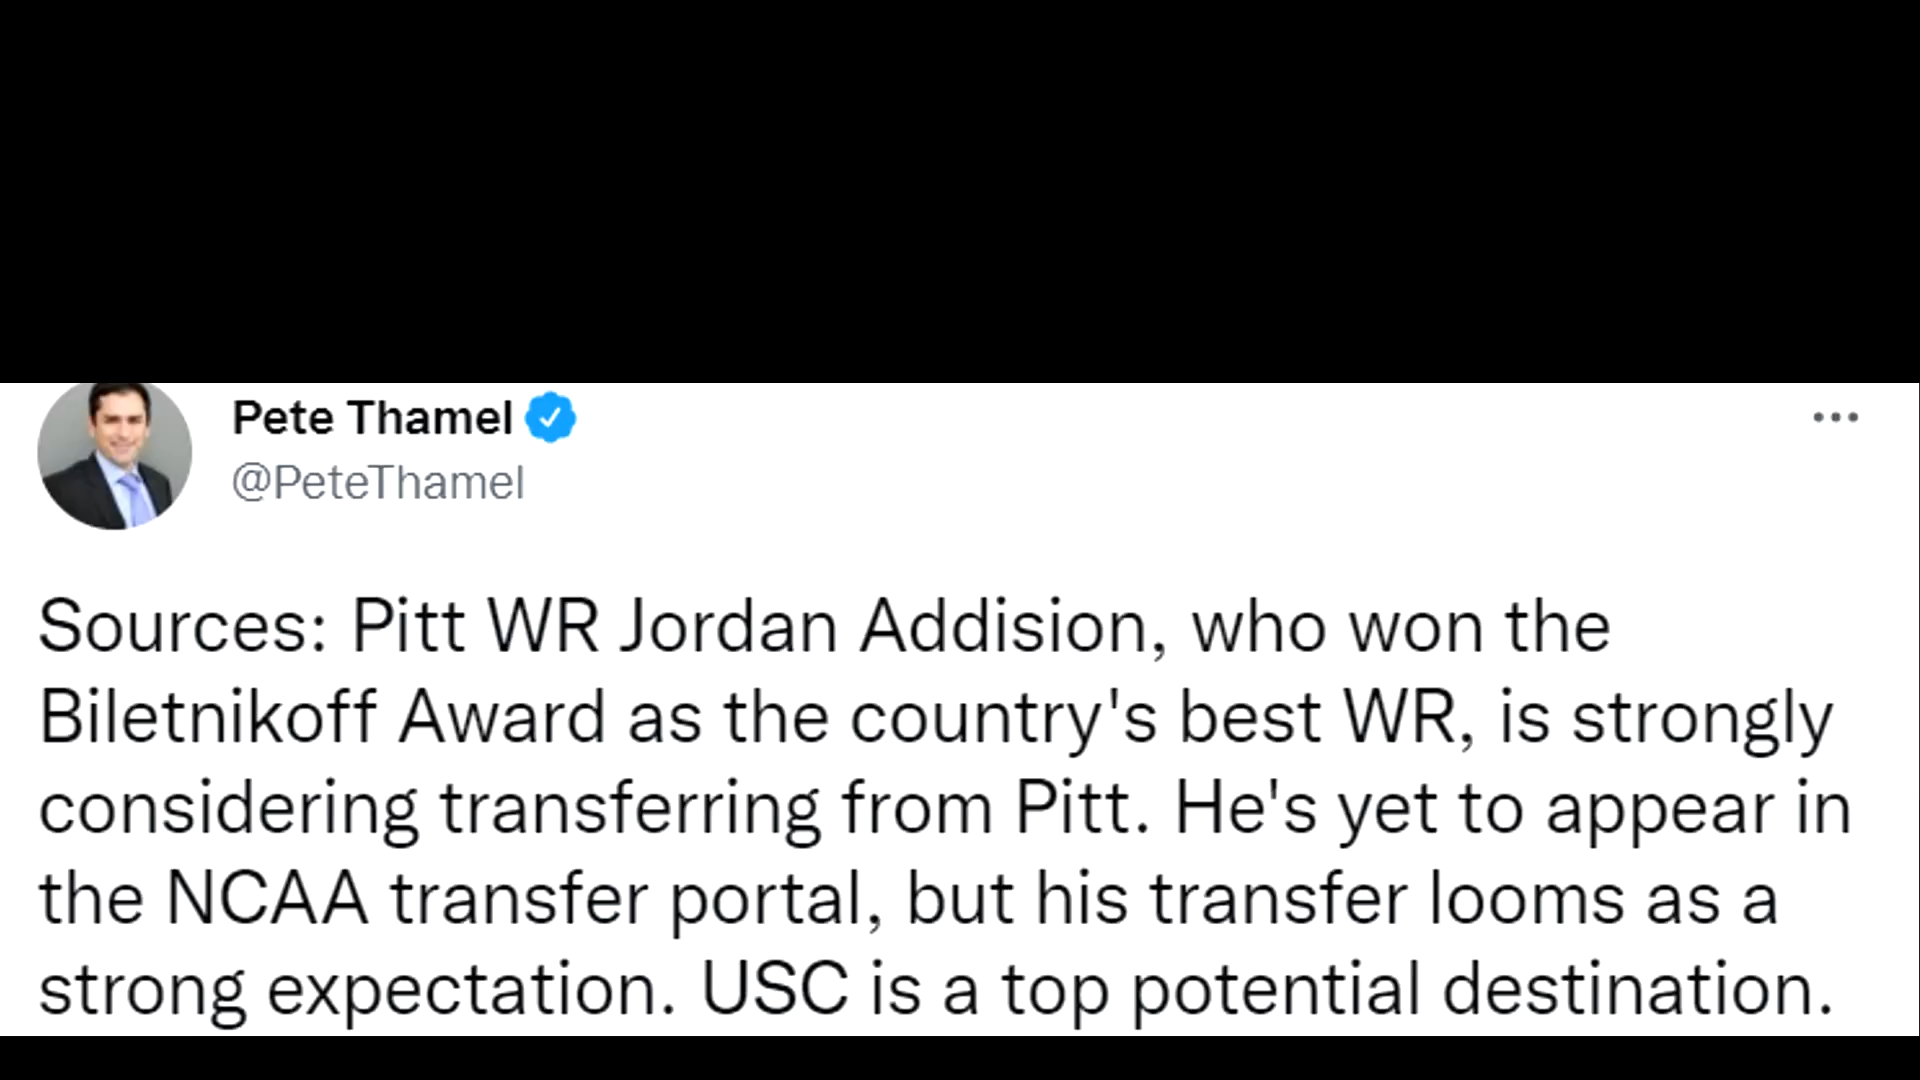 Pete Thamel
@PeteThamel
Sources: Pitt WR Jordan Addision, who won the
Biletnikoff Award as the country's best WR, is strongly
considering transferring from Pitt. He's yet to appear in
the NCAA transfer portal, but his transfer looms as a
strong expectation. USC is a top potential destination.